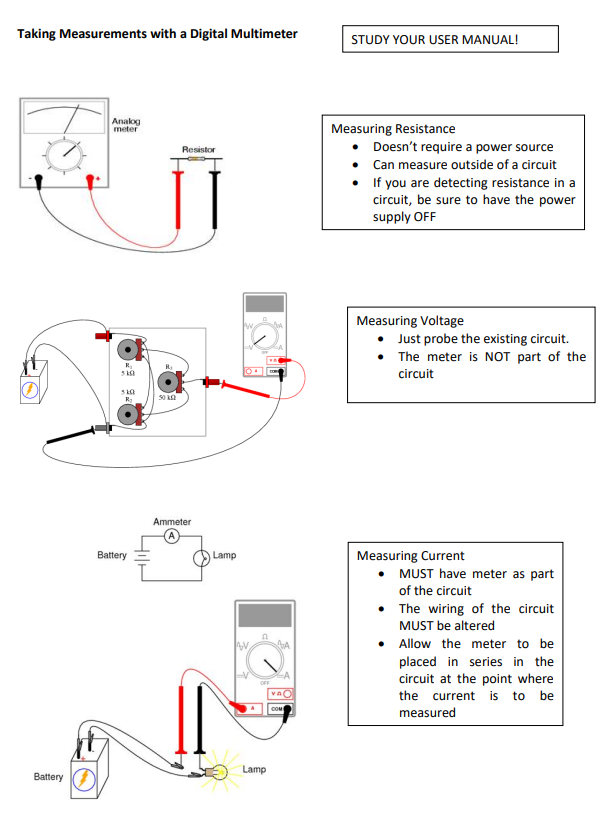 Taking Measurements with a Digital Multimeter
STUDY YOUR USER MANUAL!
Analog
meter
Resistor
- +
Measuring Resistance
• Doesn't require a power source
• Can measure outside of a circuit
• If you are detecting resistance in a
circuit, be sure to have the power
supply OFF
R1
5 kΩ
R3
50 kΩ
5 kΩ
R2
Ω
V
A
V
A
OFF
VΩ
A
COM
Measuring Voltage
• Just probe the existing circuit.
• The meter is NOT part of the
circuit
Ammeter
A
Battery
Lamp
Measuring Current
• MUST have meter as part
of the circuit
• The wiring of the circuit
MUST be altered
• Allow the meter to be
placed in series in the
circuit at the point where
the current is to be
measured
Ω
V
A
V
A
OFF
VΩ
A
COM
+ -
Battery
Lamp